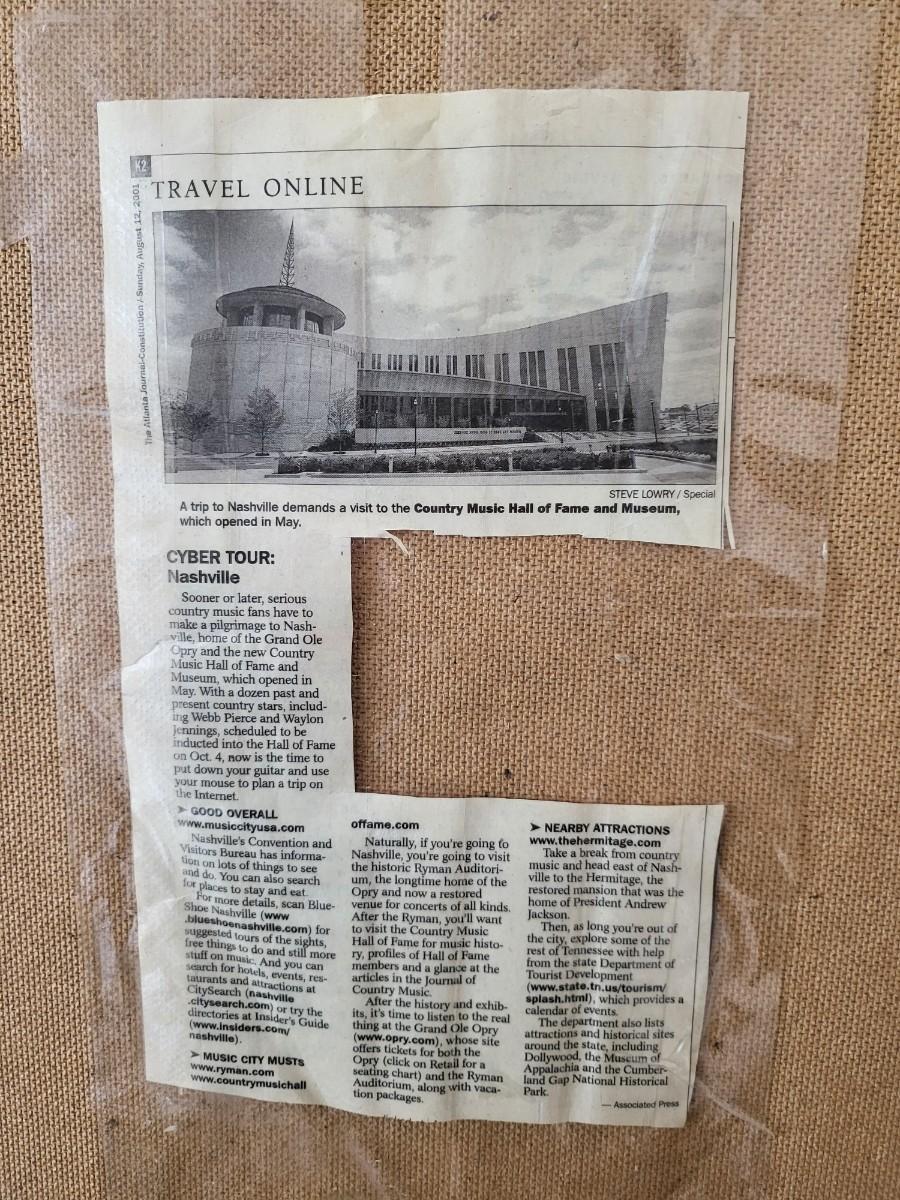 K2
The Atlanta Journal-Constitution / Sunday, August 12, 2001
TRAVEL ONLINE
STEVE LOWRY / Special
A trip to Nashville demands a visit to the Country Music Hall of Fame and Museum,
which opened in May.
CYBER TOUR:
Nashville
Sooner or later, serious
country music fans have to
make a pilgrimage to Nash-
ville, home of the Grand Ole
Opry and the new Country
Music Hall of Fame and
Museum, which opened in
May. With a dozen past and
present country stars, includ-
ing Webb Pierce and Waylon
Jennings, scheduled to be
inducted into the Hall of Fame
on Oct. 4, now is the time to
put down your guitar and use
your mouse to plan a trip on
the Internet.
➤ GOOD OVERALL
www.musiccityusa.com
Nashville's Convention and
Visitors Bureau has informa-
tion on lots of things to see
and do. You can also search
for places to stay and eat.
For more details, scan Blue-
Shoe Nashville (www
.blueshoenashville.com) for
suggested tours of the sights,
free things to do and still more
stuff on music. And you can
search for hotels, events, res-
taurants and attractions at
CitySearch (nashville
.citysearch.com) or try the
directories at Insider's Guide
(www.insiders.com/
nashville).
➤ MUSIC CITY MUSTS
www.ryman.com
www.countrymusichall
offame.com
Naturally, if you're going to
Nashville, you're going to visit
the historic Ryman Auditori-
um, the longtime home of the
Opry and now a restored
venue for concerts of all kinds.
After the Ryman, you'll want
to visit the Country Music
Hall of Fame for music histo-
ry, profiles of Hall of Fame
members and a glance at the
articles in the Journal of
Country Music.
After the history and exhib-
its, it's time to listen to the real
thing at the Grand Ole Opry
(www.opry.com), whose site
offers tickets for both the
Opry (click on Retail for a
seating chart) and the Ryman
Auditorium, along with vaca-
tion packages.
➤ NEARBY ATTRACTIONS
www.thehermitage.com
Take a break from country
music and head east of Nash-
ville to the Hermitage, the
restored mansion that was the
home of President Andrew
Jackson.
Then, as long you're out of
the city, explore some of the
rest of Tennessee with help
from the state Department of
Tourist Development
(www.state.tn.us/tourism/
splash.html), which provides a
calendar of events.
The department also lists
attractions and historical sites
around the state, including
Dollywood, the Museum of
Appalachia and the Cumber-
land Gap National Historical
Park.
— Associated Press